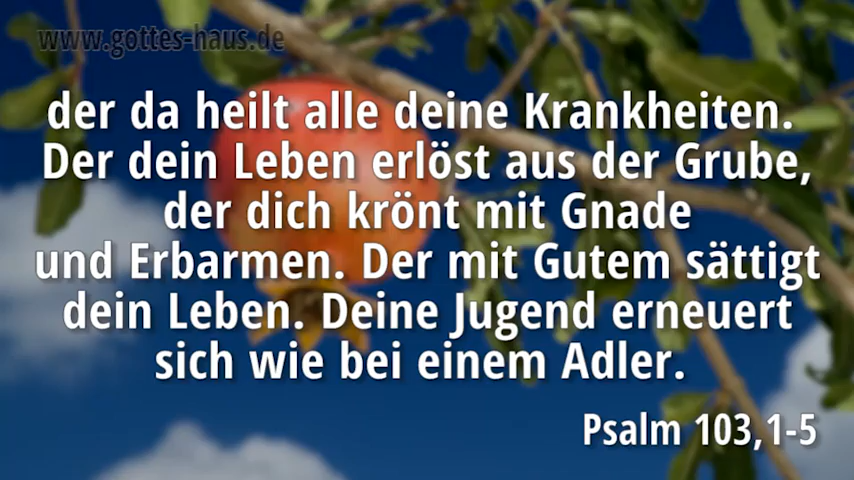 www.gottes-haus.de
der da heilt alle deine Krankheiten.
Der dein Leben erlöst aus der Grube,
der dich krönt mit Gnade
und Erbarmen. Der mit Gutem sättigt
dein Leben. Deine Jugend erneuert
sich wie bei einem Adler.
Psalm 103,1-5